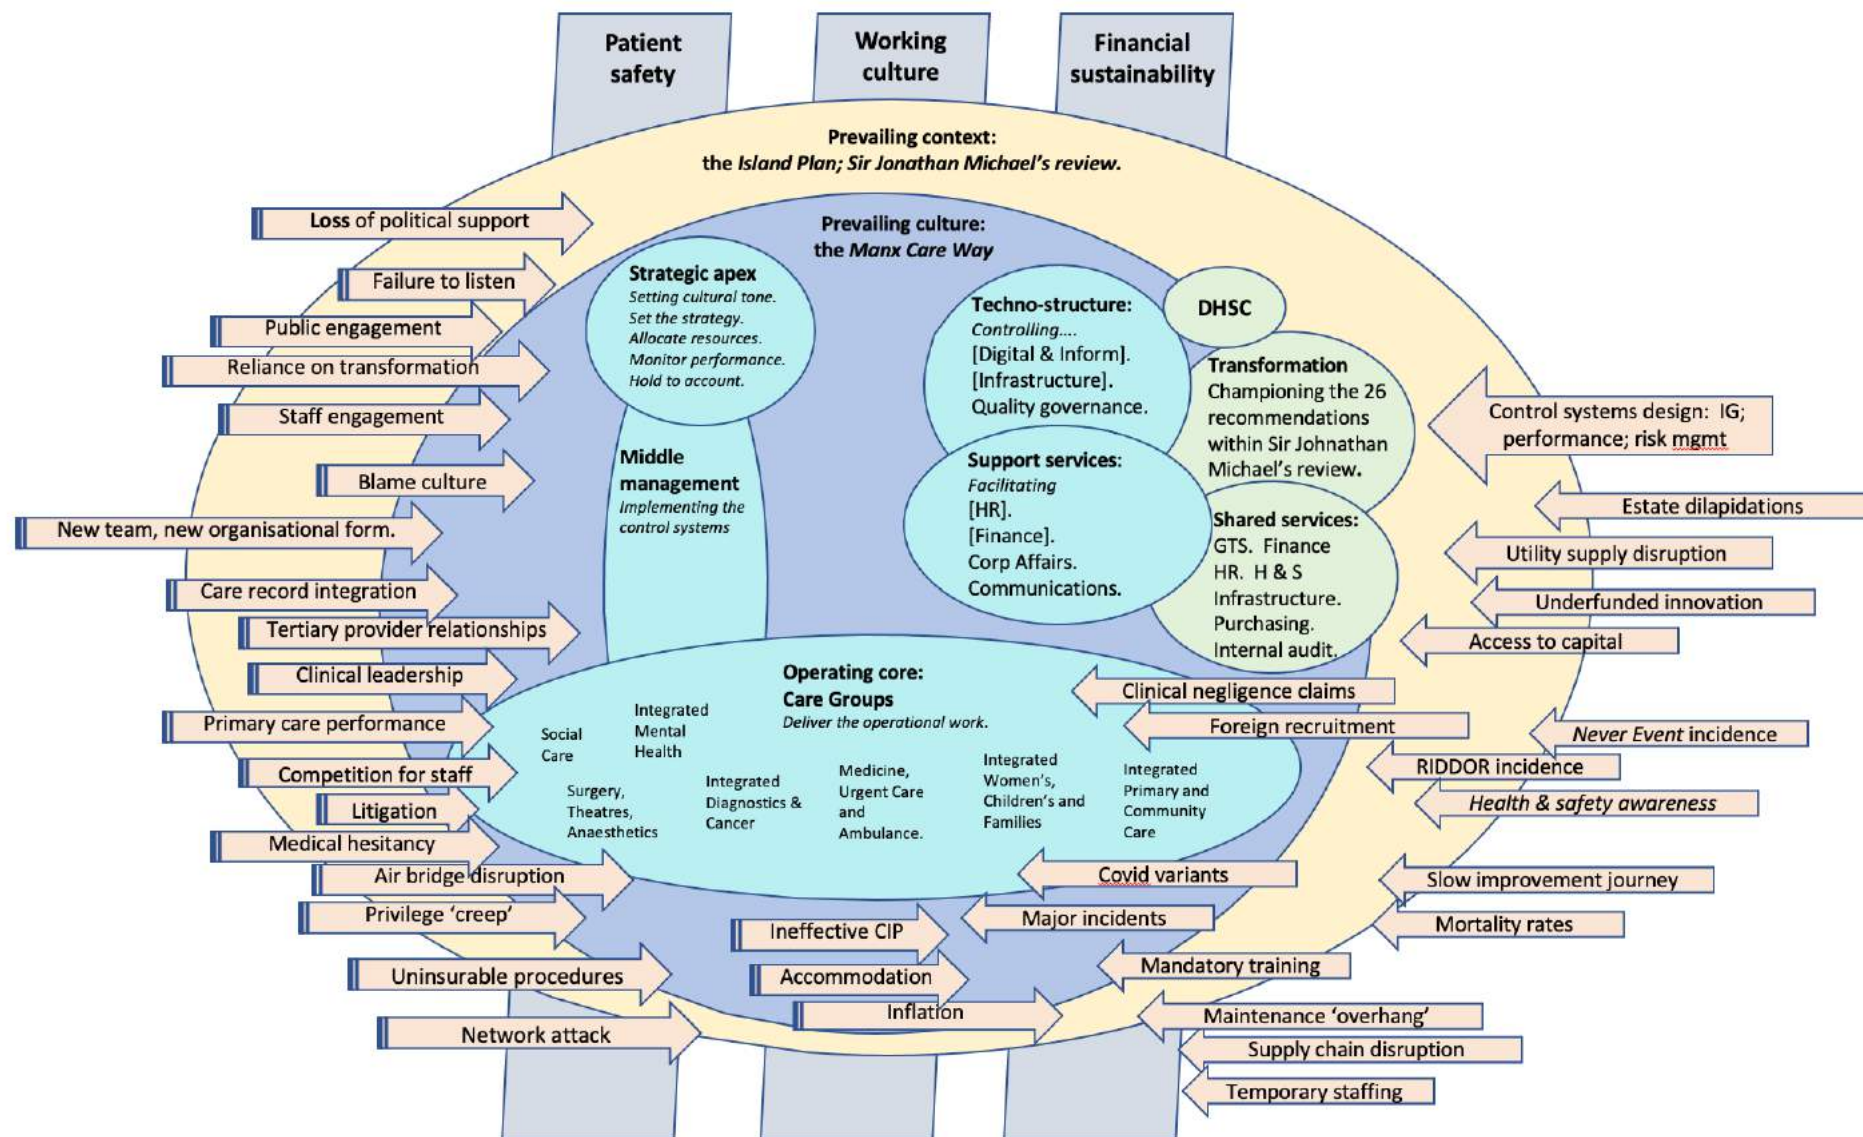 Patient
safety
Working
culture
Financial
sustainability
Prevailing context:
the Island Plan; Sir Jonathan Michael's review.
Prevailing culture:
the Manx Care Way
Loss of political support
Failure to listen
Public engagement
Reliance on transformation
Staff engagement
Blame culture
New team, new organisational form.
Care record integration
Tertiary provider relationships
Clinical leadership
Primary care performance
Competition for staff
Litigation
Medical hesitancy
Air bridge disruption
Privilege 'creep'
Uninsurable procedures
Network attack
Strategic apex
Setting cultural tone.
Set the strategy.
Allocate resources.
Monitor performance.
Hold to account.
Middle
management
Implementing the
control systems
Techno-structure:
Controlling....
[Digital & Inform].
[Infrastructure].
Quality governance.
Support services:
Facilitating
[HR].
[Finance].
Corp Affairs.
Communications.
DHSC
Transformation
Championing the 26
recommendations
within Sir Johnathan
Michael's review.
Shared services:
GTS. Finance
HR. H & S
Infrastructure.
Purchasing.
Internal audit.
Operating core:
Care Groups
Deliver the operational work.
Social
Care
Integrated
Mental
Health
Surgery,
Theatres,
Anaesthetics
Integrated
Diagnostics &
Cancer
Medicine,
Urgent Care
and
Ambulance.
Integrated
Women's,
Children's and
Families
Integrated
Primary and
Community
Care
Ineffective CIP
Accommodation
Inflation
Control systems design: IG;
performance; risk mgmt
Estate dilapidations
Utility supply disruption
Underfunded innovation
Access to capital
Clinical negligence claims
Foreign recruitment
Never Event incidence
RIDDOR incidence
Health & safety awareness
Covid variants
Slow improvement journey
Major incidents
Mortality rates
Mandatory training
Maintenance 'overhang'
Supply chain disruption
Temporary staffing